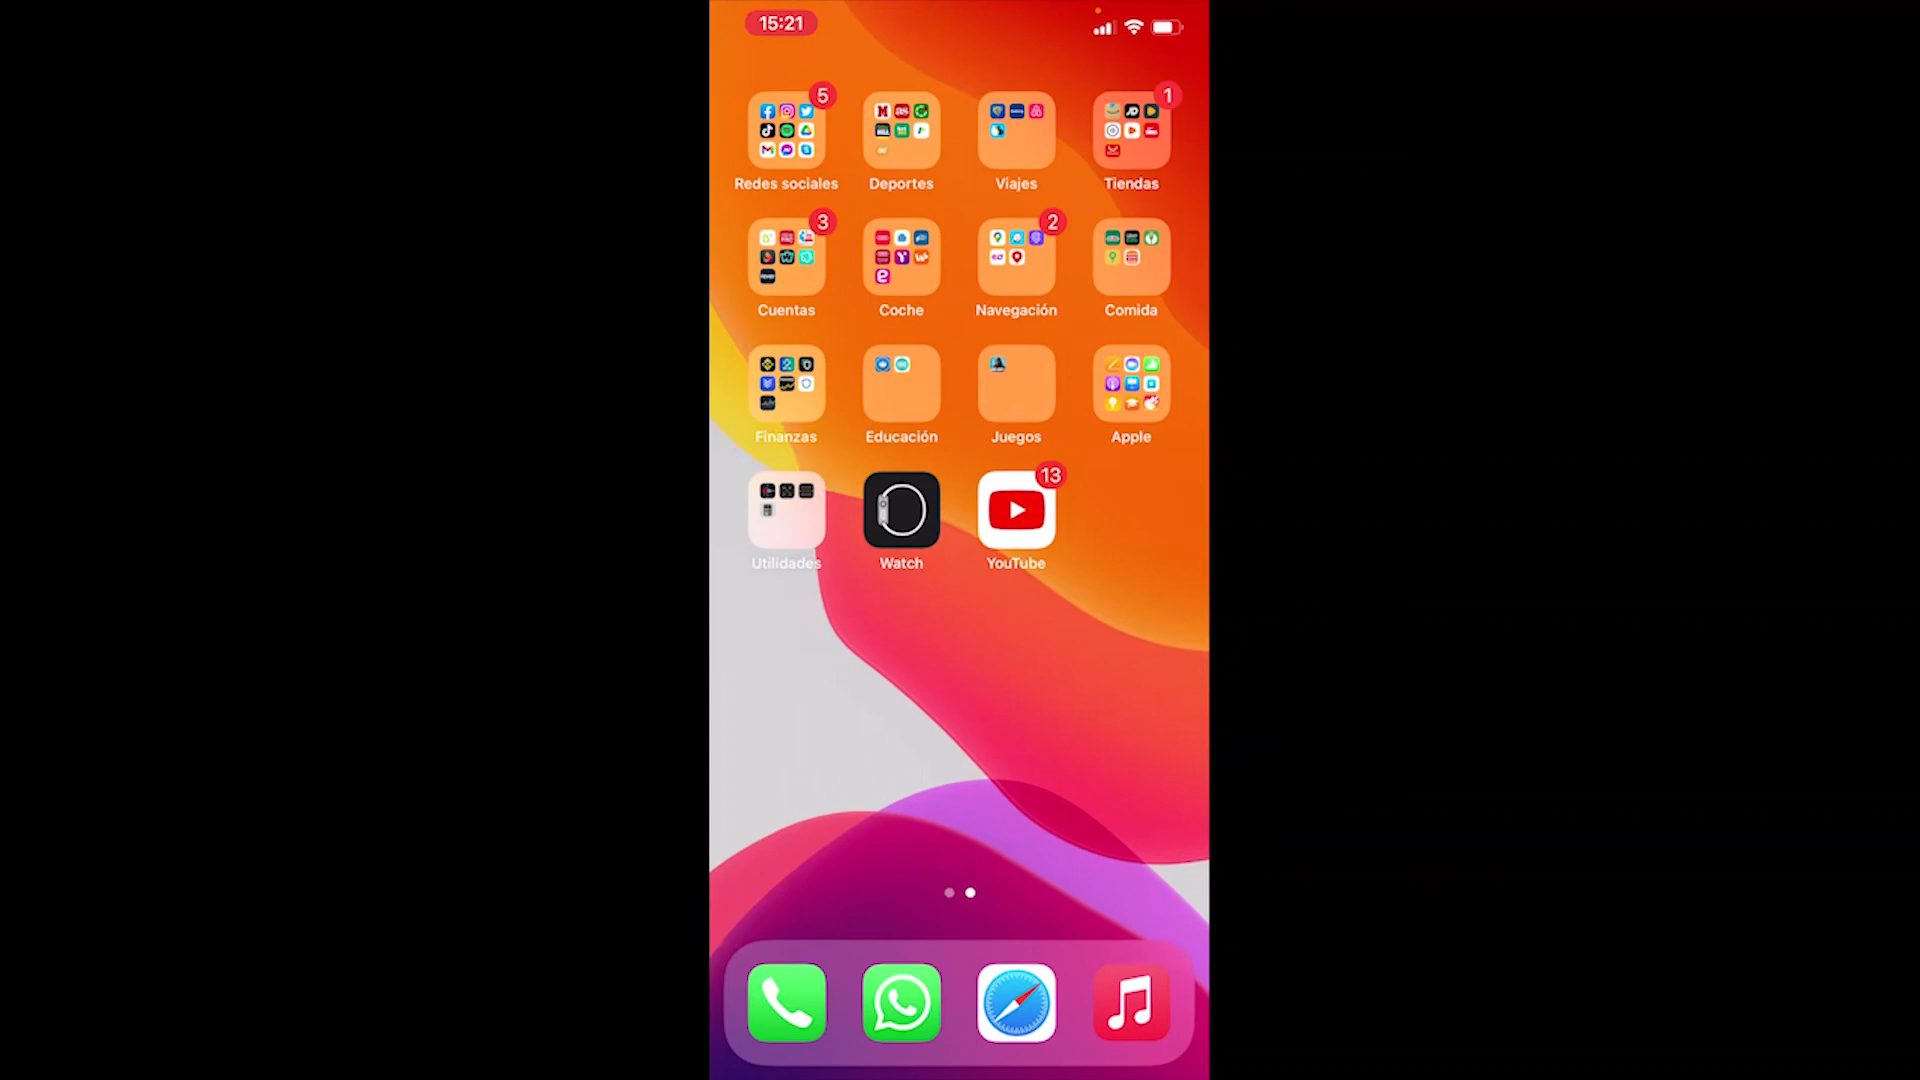 15:21
5
1
Redes sociales
Deportes
Viajes
Tiendas
3
2
Cuentas
Coche
Navegación
Comida
Finanzas
Educación
Juegos
Apple
13
Utilidades
Watch
YouTube